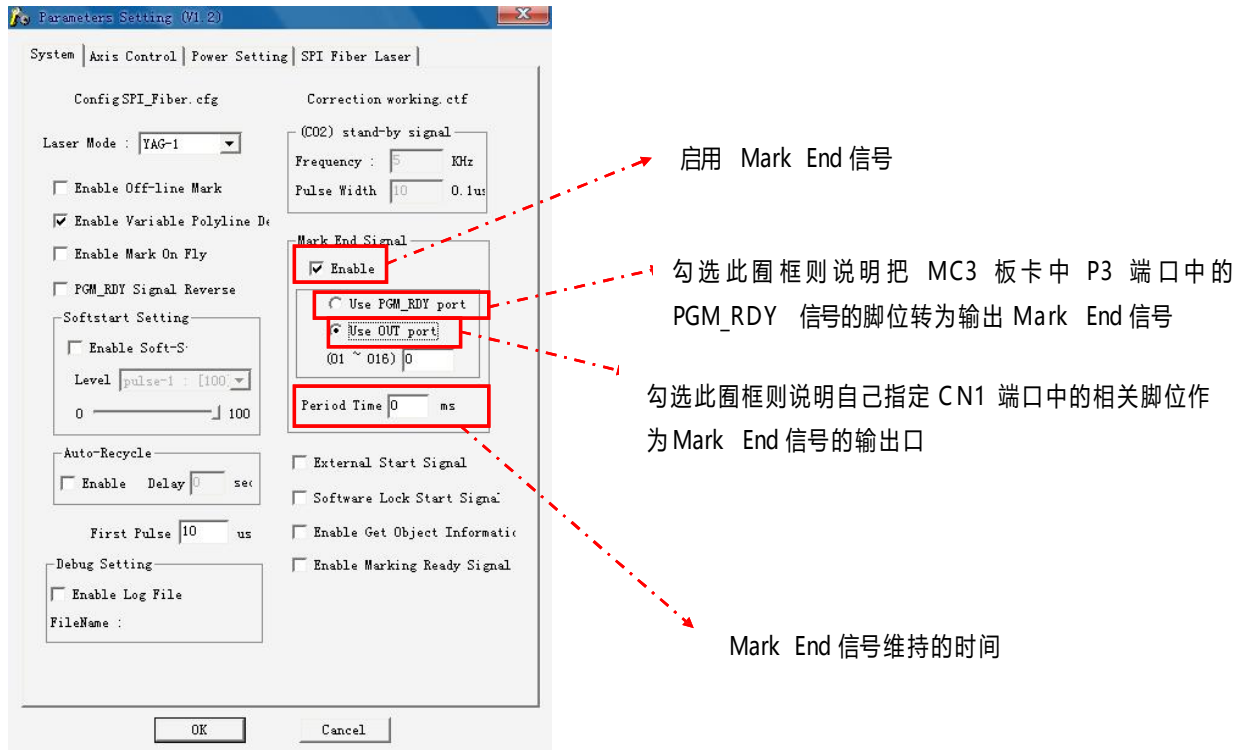 Parameters Setting (V1.2)
System Axis Control Power Setting SPI Fiber Laser
Config SPI_Fiber.cfg
Laser Mode : YAG-1
Enable Off-line Mark
Enable Variable Polyline De
Enable Mark On Fly
PGM_RDY Signal Reverse
Softstart Setting
Enable Soft-S
Level pulse-1 : [100]
0 100
Auto-Recycle
Enable Delay 0 sec
First Pulse 10 us
Debug Setting
Enable Log File
FileName :
Correction working.ctf
(CO2) stand-by signal
Frequency : 5 KHz
Pulse Width 10 0.1us
Mark End Signal
Enable
Use PGM_RDY port
Use OUT port
(O1 ~ O16) 0
Period Time 0 ms
External Start Signal
Software Lock Start Signal
Enable Get Object Informatic
Enable Marking Ready Signal
OK Cancel
启用 Mark End 信号
勾选此圈框则说明把 MC3 板卡中 P3 端口中的
PGM_RDY 信号的脚位转为输出 Mark End 信号
勾选此圈框则说明自己指定 CN1 端口中的相关脚位作
为 Mark End 信号的输出口
Mark End 信号维持的时间